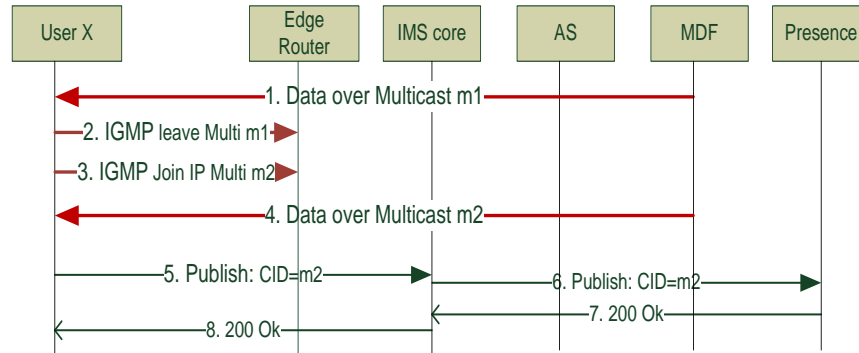 User X
Edge
Router
IMS core
AS
MDF
Presence
1. Data over Multicast m1
2. IGMP leave Multi m1
3. IGMP Join IP Multi m2
4. Data over Multicast m2
5. Publish: CID=m2
6. Publish: CID=m2
7. 200 Ok
8. 200 Ok